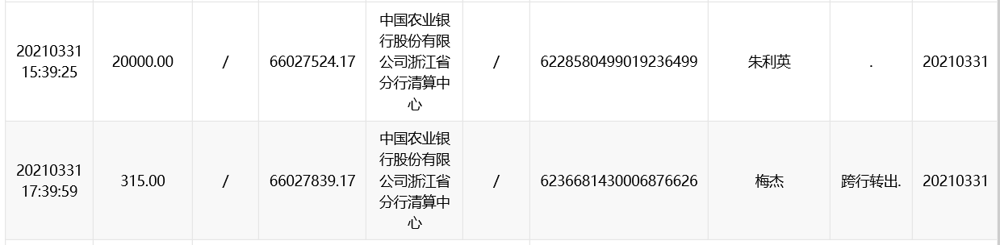 20210331
15:39:25
20000.00
/
66027524.17
中国农业银
行股份有限
公司浙江省
分行清算中
心
/
6228580499019236499
朱利英
.
20210331
20210331
17:39:59
315.00
/
66027839.17
中国农业银
行股份有限
公司浙江省
分行清算中
心
/
6236681430006876626
梅杰
跨行转出.
20210331